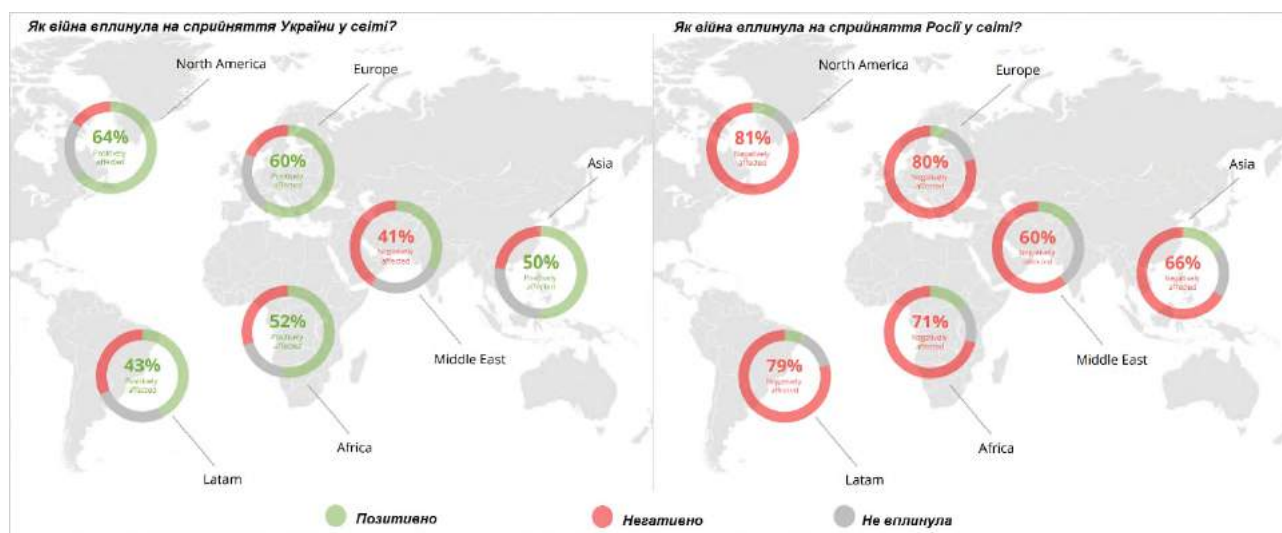 Як війна вплинула на сприйняття України у світі?
North America
Europe
64%
Positively
affected
60%
Positively
affected
Asia
41%
Negatively
affected
50%
Positively
affected
52%
Positively
affected
Middle East
43%
Positively
affected
Africa
Latam
Як війна вплинула на сприйняття Росії у світі?
North America
Europe
81%
Negatively
affected
80%
Negatively
affected
Asia
60%
Negatively
affected
66%
Negatively
affected
71%
Negatively
affected
Middle East
79%
Negatively
affected
Africa
Latam
Позитивно
Негативно
Не вплинула